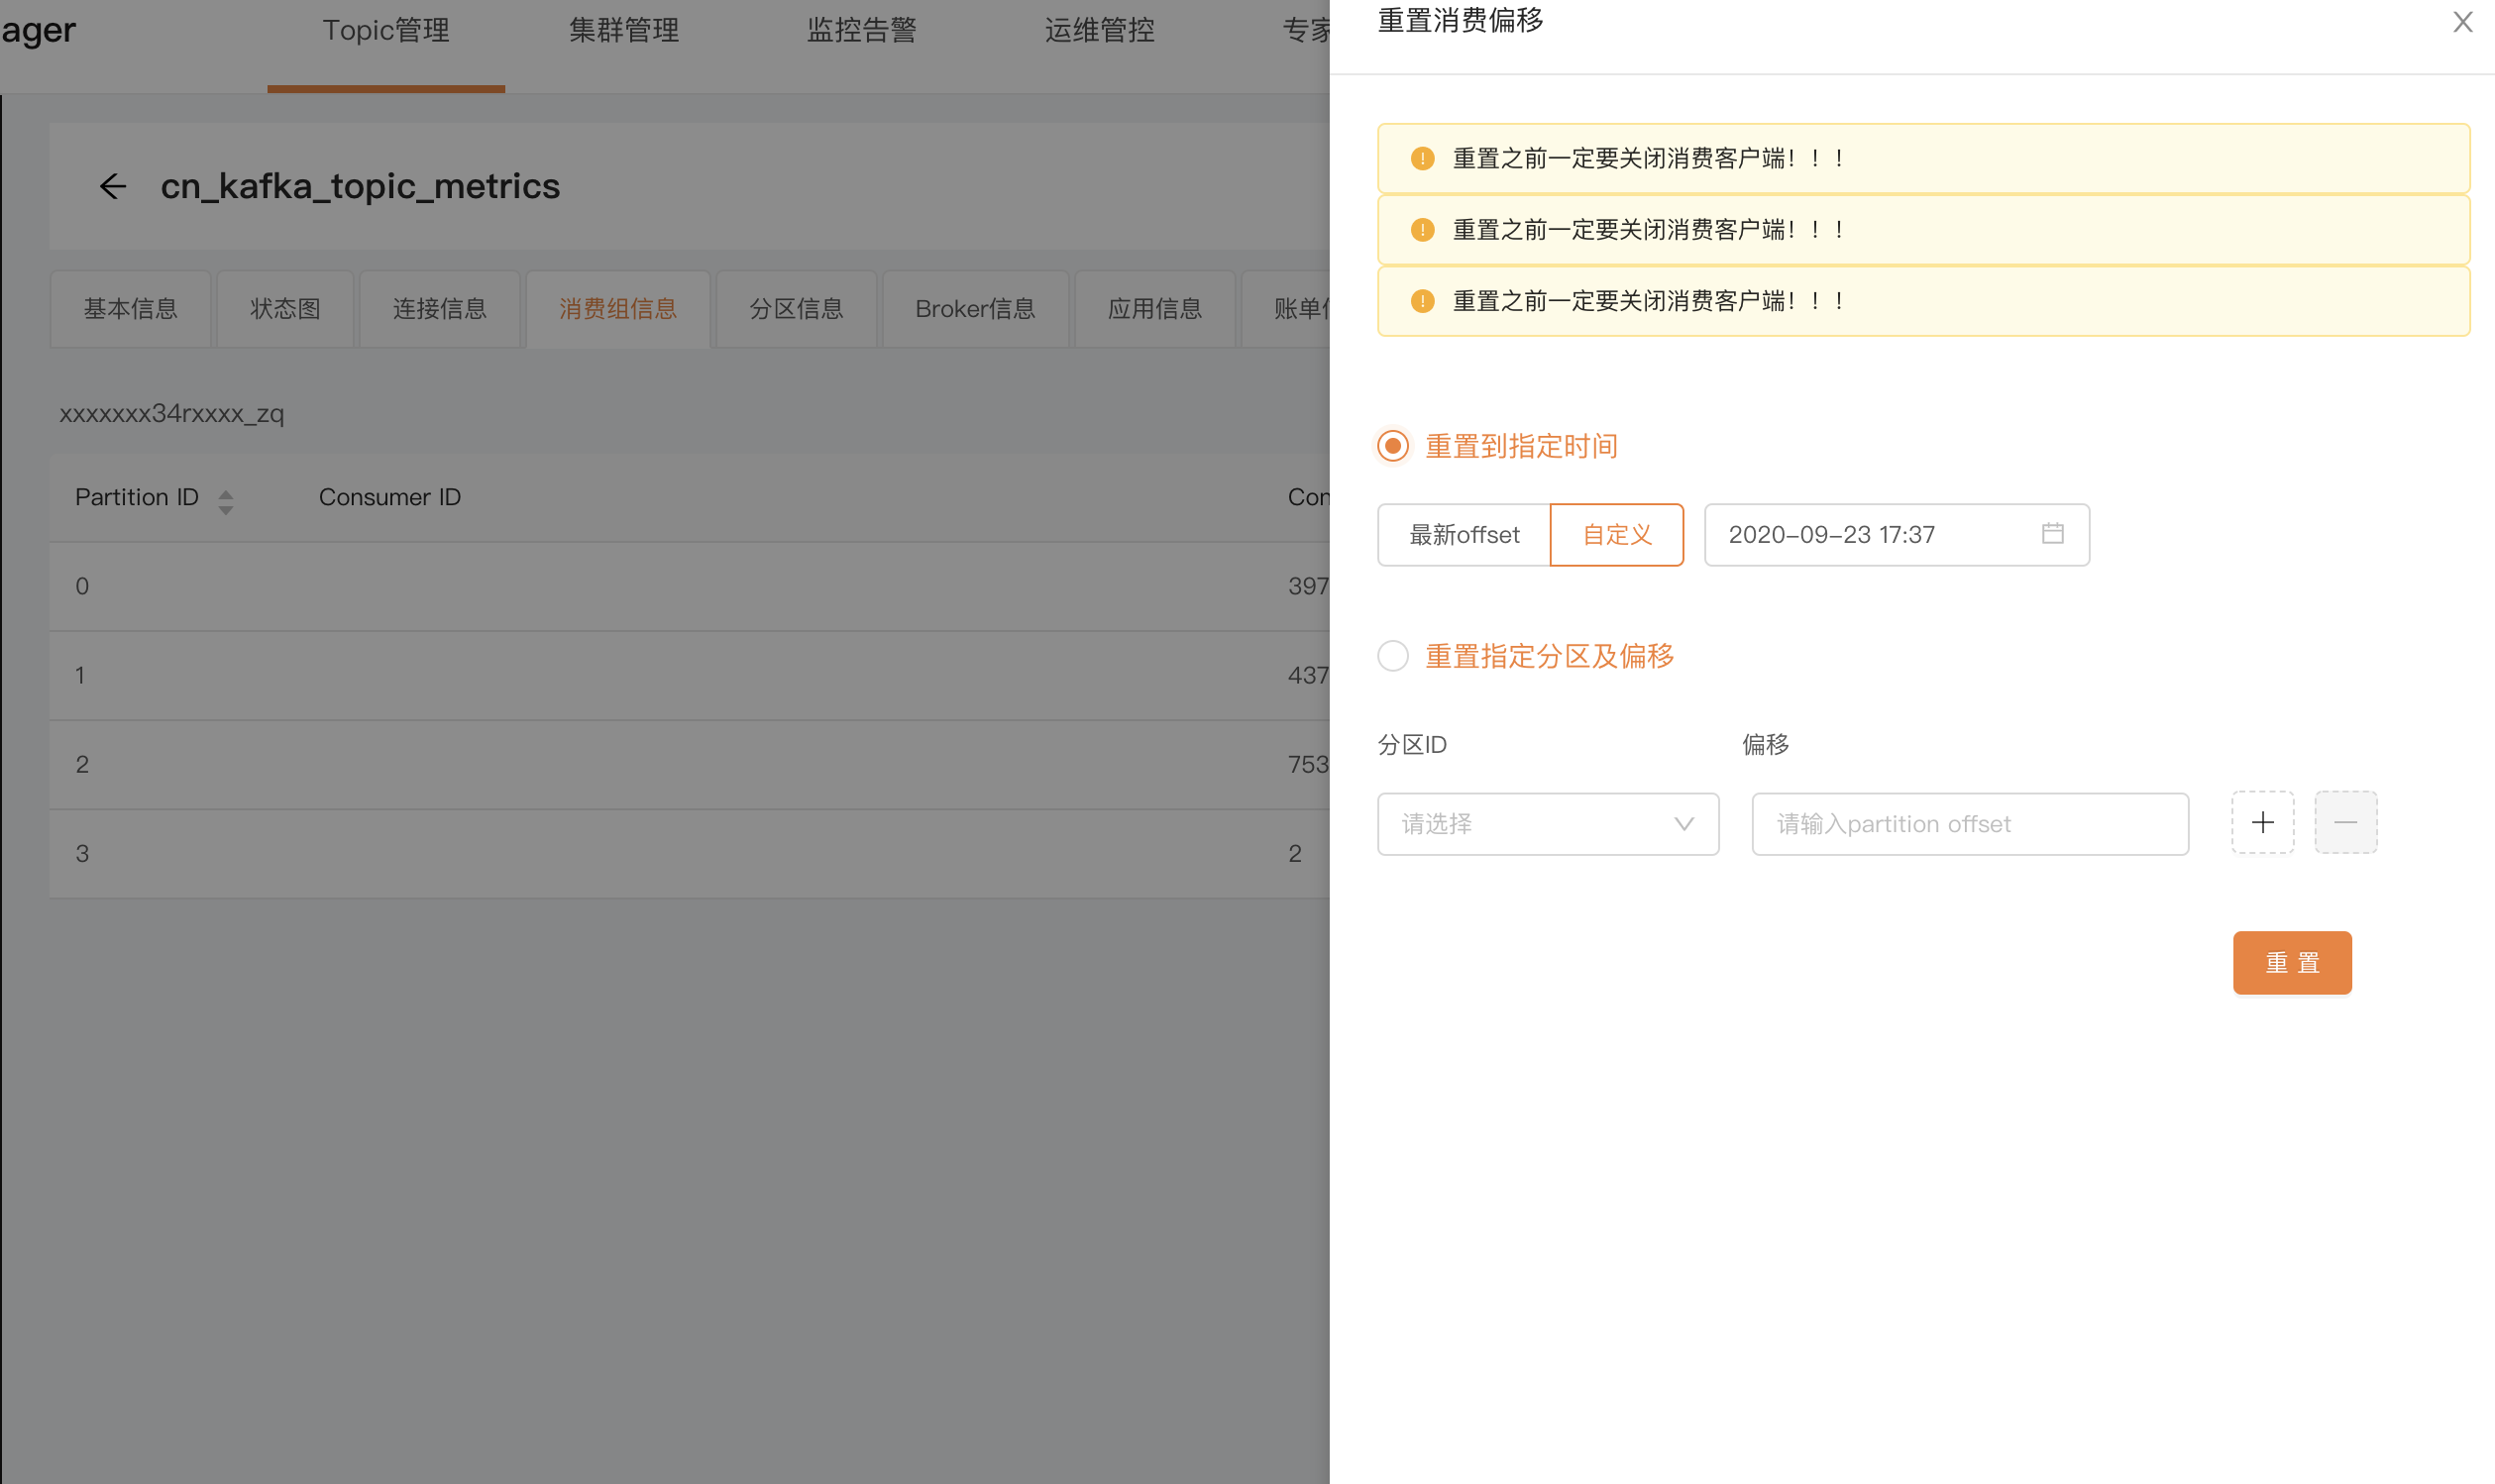 ager Topic管理 集群管理 监控告警 运维管控 专家
cn_kafka_topic_metrics
基本信息 状态图 连接信息 消费组信息 分区信息 Broker信息 应用信息 账单
xxxxxxx34rxxxx_zq
Partition ID Consumer ID Con
0 397
1 437
2 753
3 2
重置消费偏移
重置之前一定要关闭消费客户端！！！
重置之前一定要关闭消费客户端！！！
重置之前一定要关闭消费客户端！！！
重置到指定时间
最新offset 自定义 2020-09-23 17:37
重置指定分区及偏移
分区ID 偏移
请选择 请输入partition offset
重 置